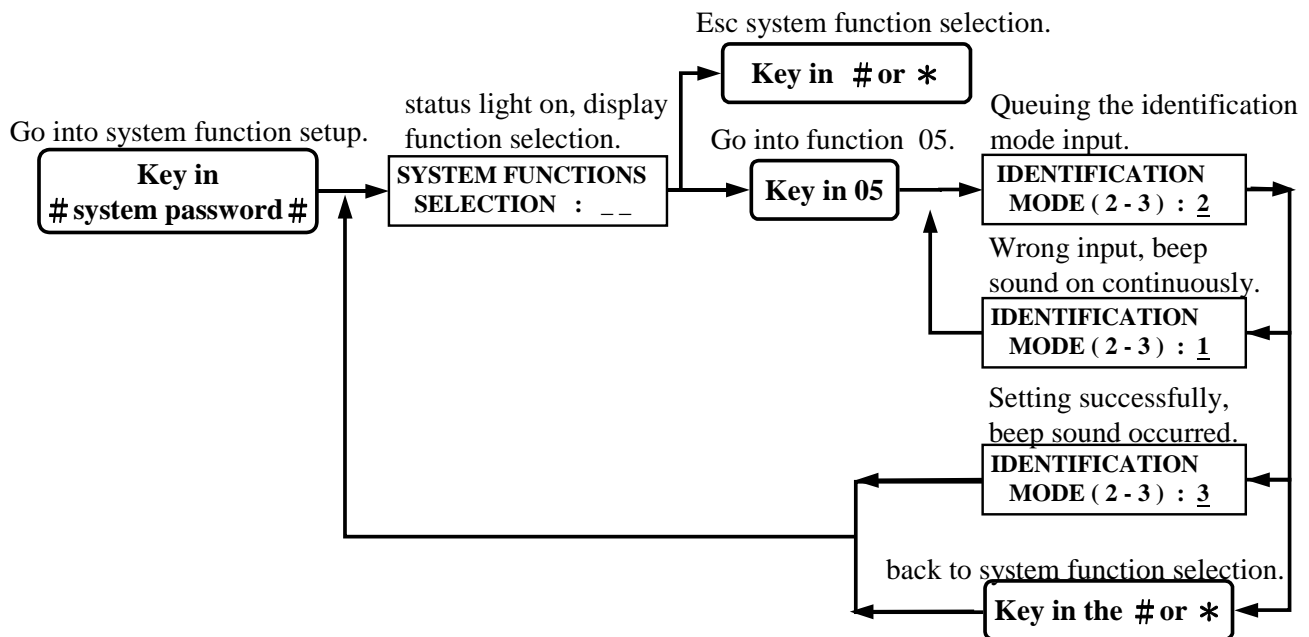 Esc system function selection.
Key in # or *
Go into system function setup.
Key in
# system password #
status light on, display
function selection.
SYSTEM FUNCTIONS
SELECTION : _ _
Go into function 05.
Key in 05
Queuing the identification
mode input.
IDENTIFICATION
MODE ( 2 - 3 ) : 2
Wrong input, beep
sound on continuously.
IDENTIFICATION
MODE ( 2 - 3 ) : 1
Setting successfully,
beep sound occurred.
IDENTIFICATION
MODE ( 2 - 3 ) : 3
back to system function selection.
Key in the # or *